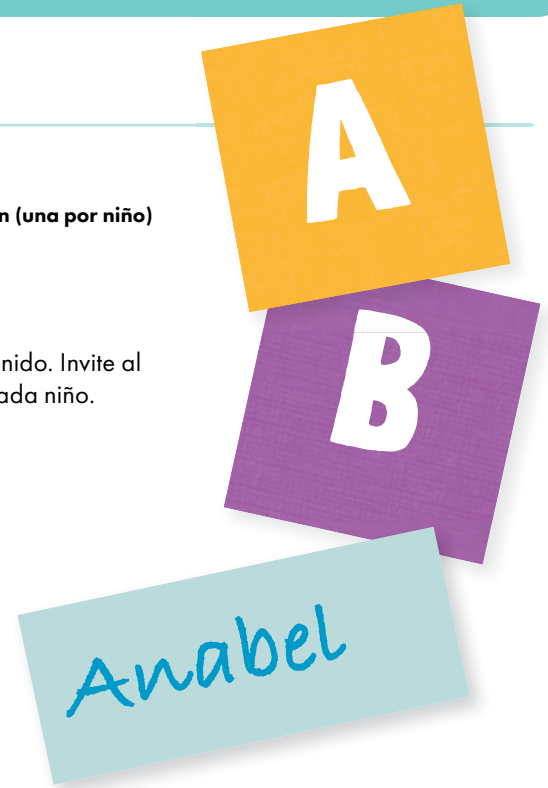 A
n (una por niño)
B
nido. Invite al
ada niño.
Anabel